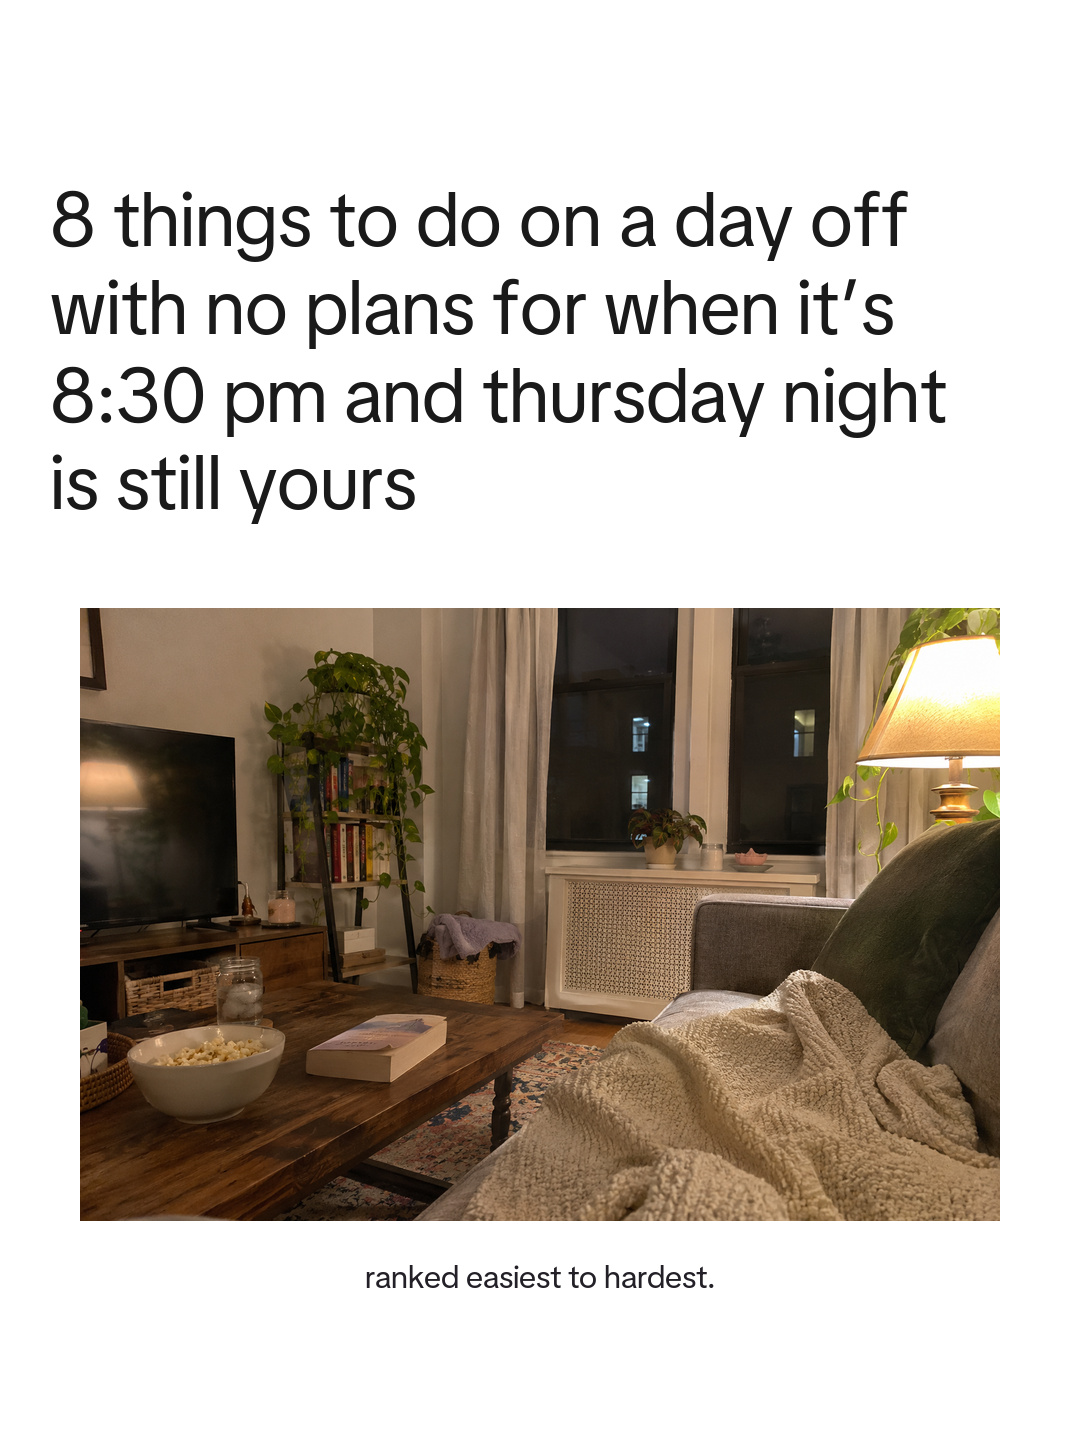 8 things to do on a day off
with no plans for when it’s
8:30 pm and thursday night
is still yours
ranked easiest to hardest.